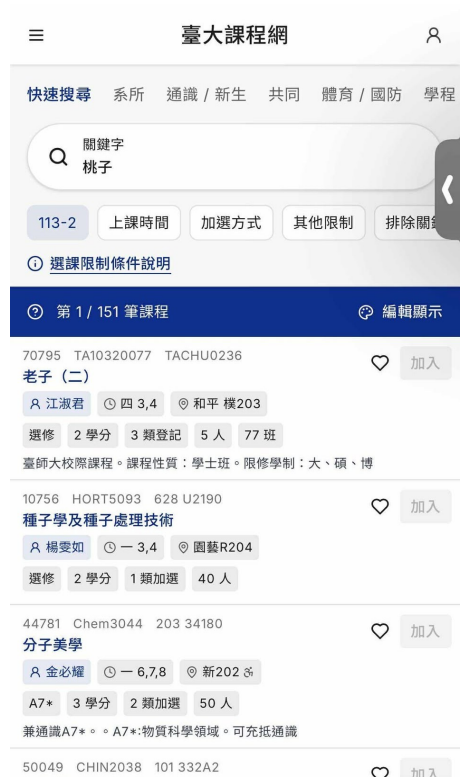 臺大課程網
快速搜尋 系所 通識 / 新生 共同 體育 / 國防 學程
關鍵字
桃子
113-2 上課時間 加選方式 其他限制 排除關
選課限制條件說明
第 1 / 151 筆課程 編輯顯示
70795 TA10320077 TACHU0236
老子（二） 加入
江淑君 四 3,4 和平 樸203
選修 2 學分 3 類登記 5 人 77 班
臺師大校際課程。課程性質：學士班。限修學制：大、碩、博
10756 HORT5093 628 U2190
種子學及種子處理技術 加入
楊雯如 一 3,4 園藝R204
選修 2 學分 1 類加選 40 人
44781 Chem3044 203 34180
分子美學 加入
金必耀 一 6,7,8 新202
A7* 3 學分 2 類加選 50 人
兼通識A7*。。A7*:物質科學領域。可充抵通識
50049 CHIN2038 101 332A2
加入